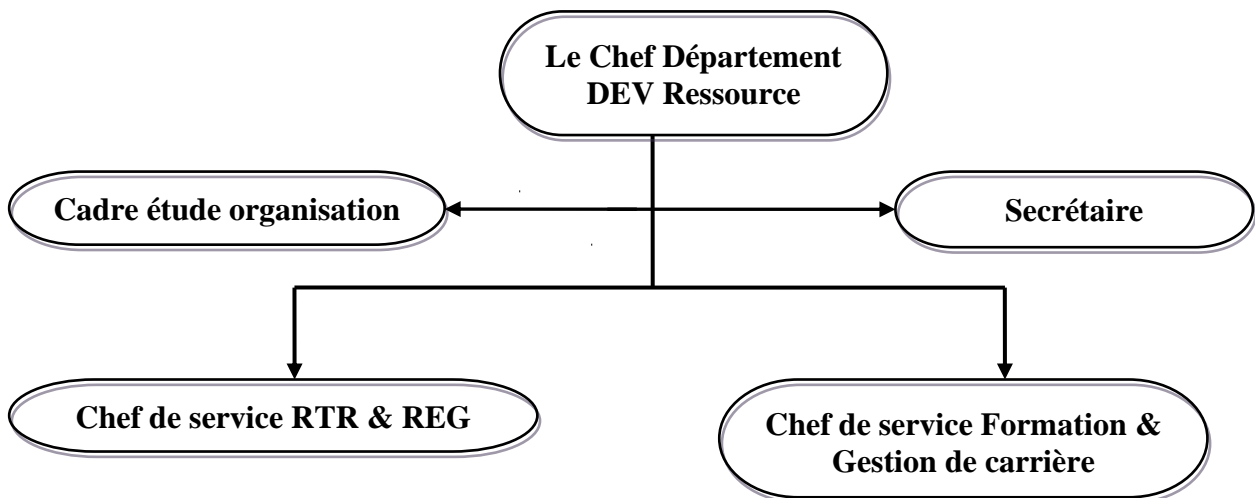 Le Chef Département
DEV Ressource
Cadre étude organisation
Secrétaire
Chef de service RTR & REG
Chef de service Formation &
Gestion de carrière